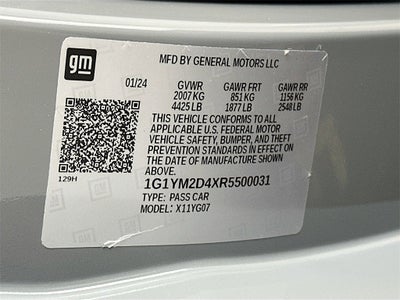 gm
MFD BY GENERAL MOTORS LLC
01/24 GVWR GAWR FRT GAWR RR
2007 KG 851 KG 1156 KG
4425 LB 1877 LB 2548 LB
THIS VEHICLE CONFORMS TO ALL
APPLICABLE U.S. FEDERAL MOTOR
VEHICLE SAFETY, BUMPER, AND THEFT
PREVENTION STANDARDS IN EFFECT ON
THE DATE OF MANUFACTURE SHOWN
ABOVE.
129H
1G1YM2D4XR5500031
TYPE: PASS CAR
MODEL: X11YG07